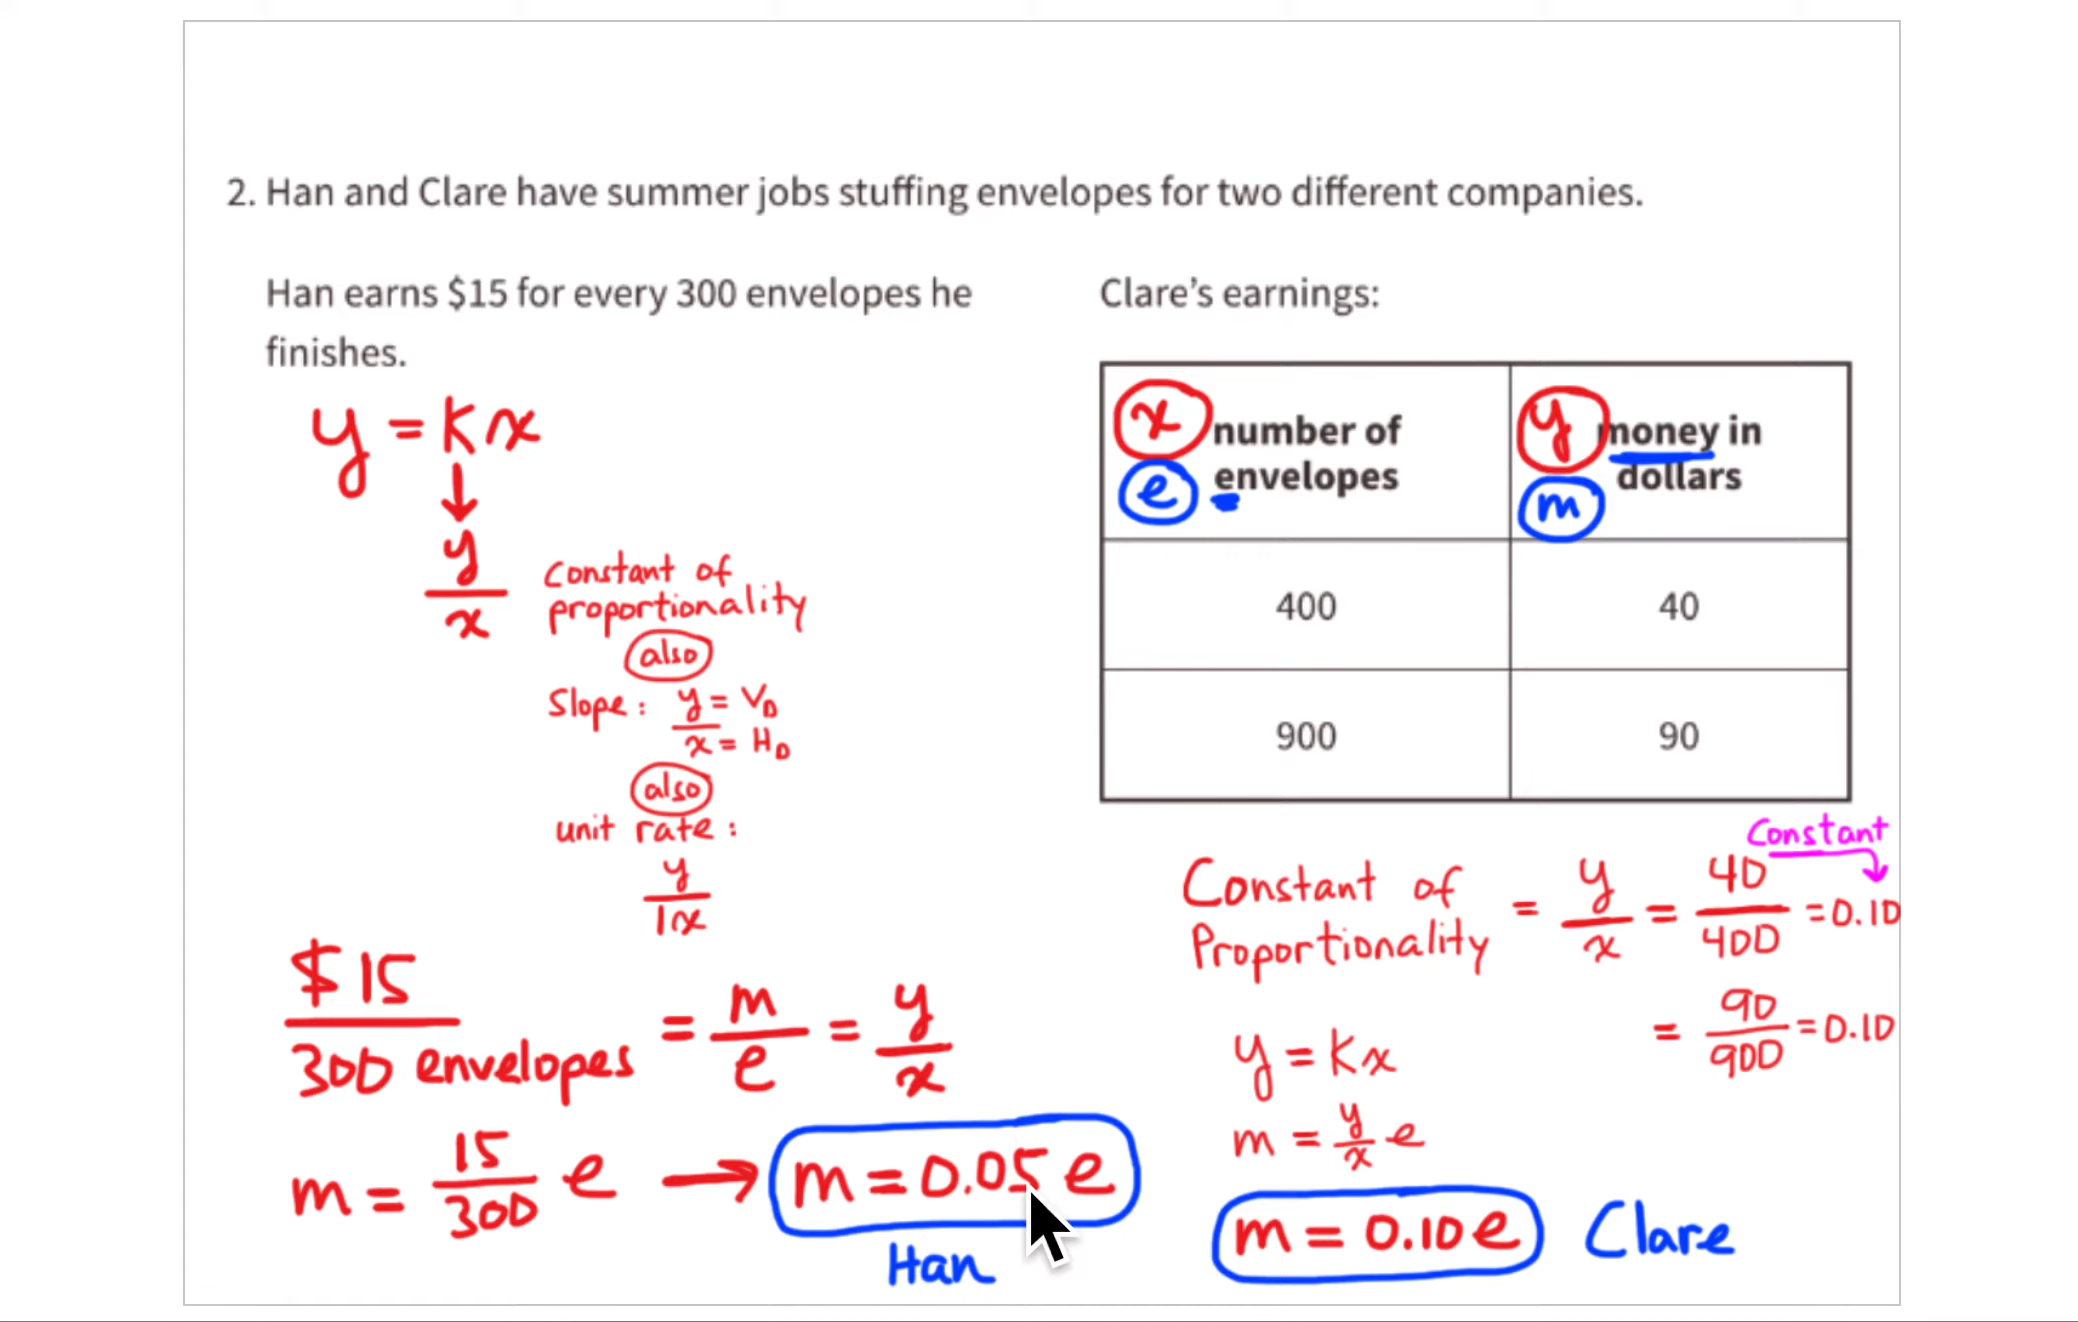 2. Han and Clare have summer jobs stuffing envelopes for two different companies.
Han earns $15 for every 300 envelopes he
finishes.
y = kx
y/x
Constant of
proportionality
also
Slope: y = VD
x = HD
also
unit rate:
y/1x
$15/300 envelopes = m/e = y/x
m = 15/300 e → m = 0.05e
Han
Clare's earnings:
x number of
e envelopes
y money in
m dollars
400 40
900 90
Constant
Constant of
Proportionality = y/x = 40/400 = 0.10
= 90/900 = 0.10
y = kx
m = y/x e
m = 0.10e Clare